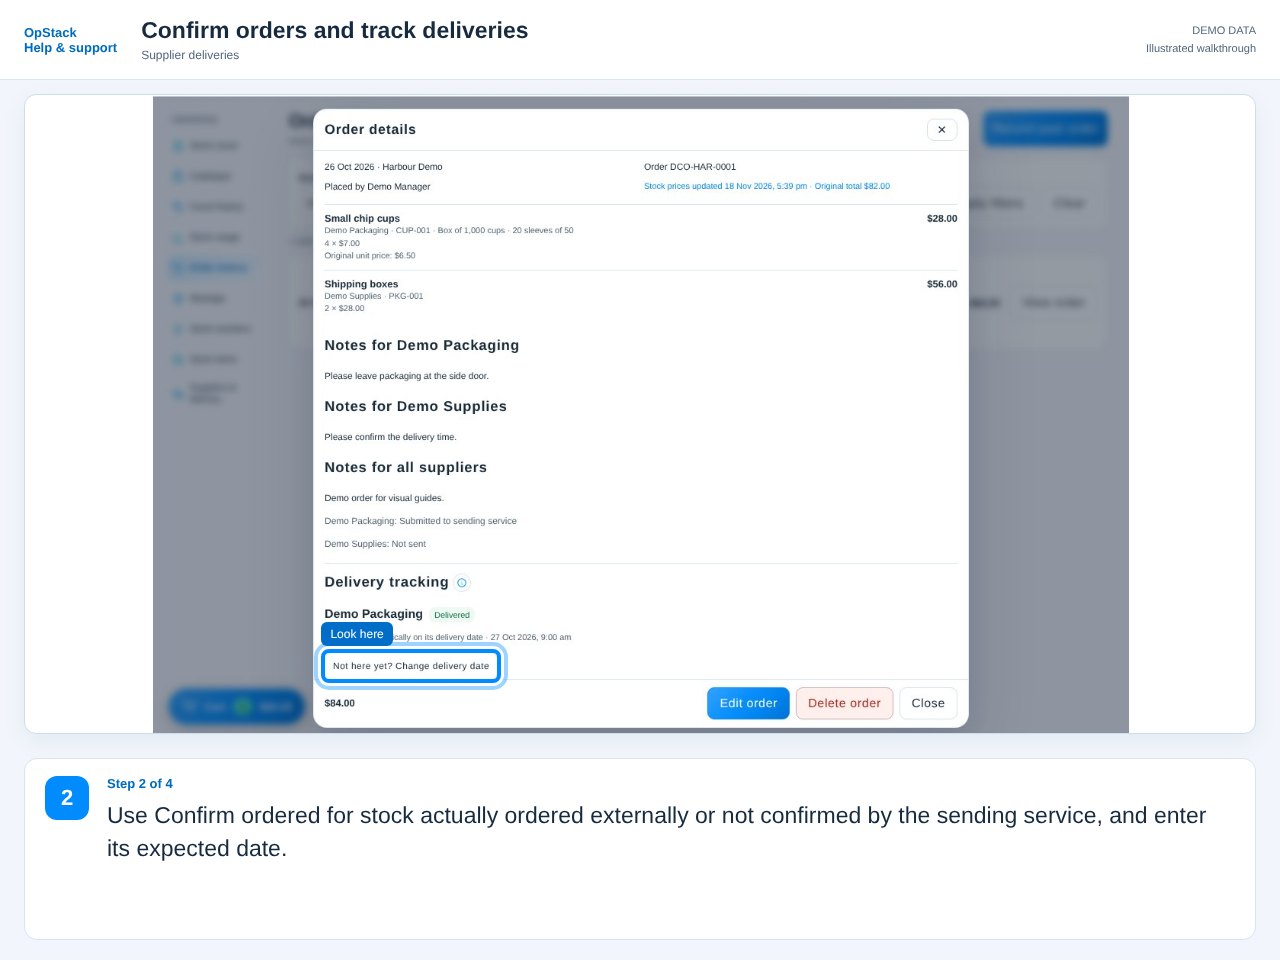 OpStack
Help & support
Confirm orders and track deliveries
Supplier deliveries
DEMO DATA
Illustrated walkthrough
Order details
×
26 Oct 2026 · Harbour Demo
Order DCO-HAR-0001
Placed by Demo Manager
Stock prices updated 18 Nov 2026, 5:39 pm · Original total $82.00
Small chip cups
$28.00
Demo Packaging · CUP-001 · Box of 1,000 cups · 20 sleeves of 50
4 × $7.00
Original unit price: $6.50
Shipping boxes
$56.00
Demo Supplies · PKG-001
2 × $28.00
Notes for Demo Packaging
Please leave packaging at the side door.
Notes for Demo Supplies
Please confirm the delivery time.
Notes for all suppliers
Demo order for visual guides.
Demo Packaging: Submitted to sending service
Demo Supplies: Not sent
Delivery tracking
Demo Packaging Delivered
Look here
on its delivery date · 27 Oct 2026, 9:00 am
Not here yet? Change delivery date
$84.00
Edit order
Delete order
Close
2
Step 2 of 4
Use Confirm ordered for stock actually ordered externally or not confirmed by the sending service, and enter
its expected date.